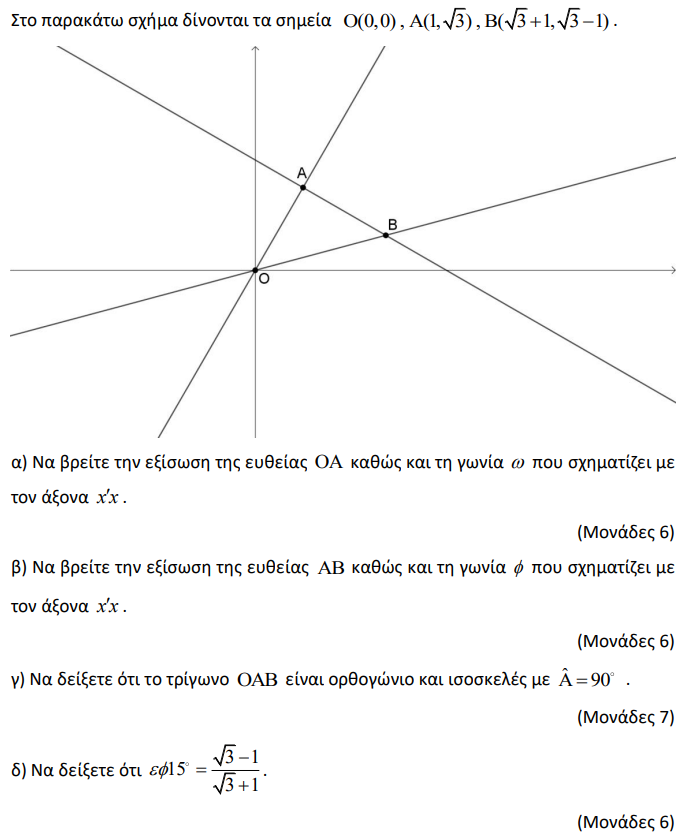 Στο παρακάτω σχήμα δίνονται τα σημεία O(0,0) , A(1,√3) , B(√3+1,√3−1) .
A
B
O
α) Να βρείτε την εξίσωση της ευθείας OA καθώς και τη γωνία ω που σχηματίζει με
τον άξονα x′x .
(Μονάδες 6)
β) Να βρείτε την εξίσωση της ευθείας AB καθώς και τη γωνία ϕ που σχηματίζει με
τον άξονα x′x .
(Μονάδες 6)
γ) Να δείξετε ότι το τρίγωνο OAB είναι ορθογώνιο και ισοσκελές με Â = 90° .
(Μονάδες 7)
δ) Να δείξετε ότι εϕ15° = (√3−1)/(√3+1) .
(Μονάδες 6)